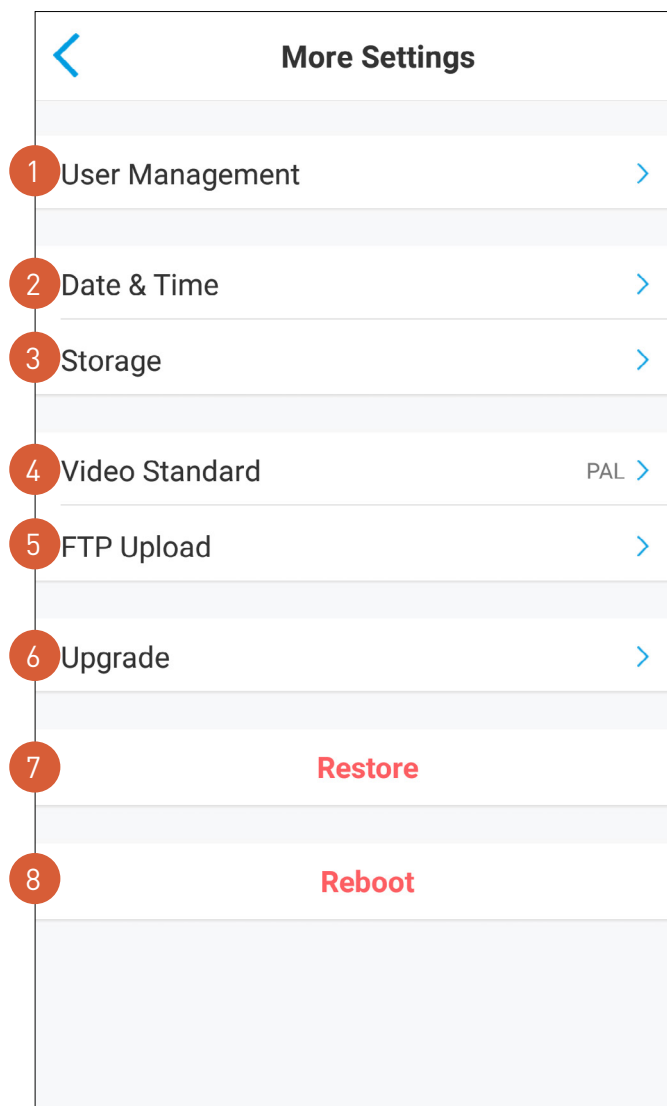 More Settings
1 User Management
2 Date & Time
3 Storage
4 Video Standard PAL
5 FTP Upload
6 Upgrade
7 Restore
8 Reboot